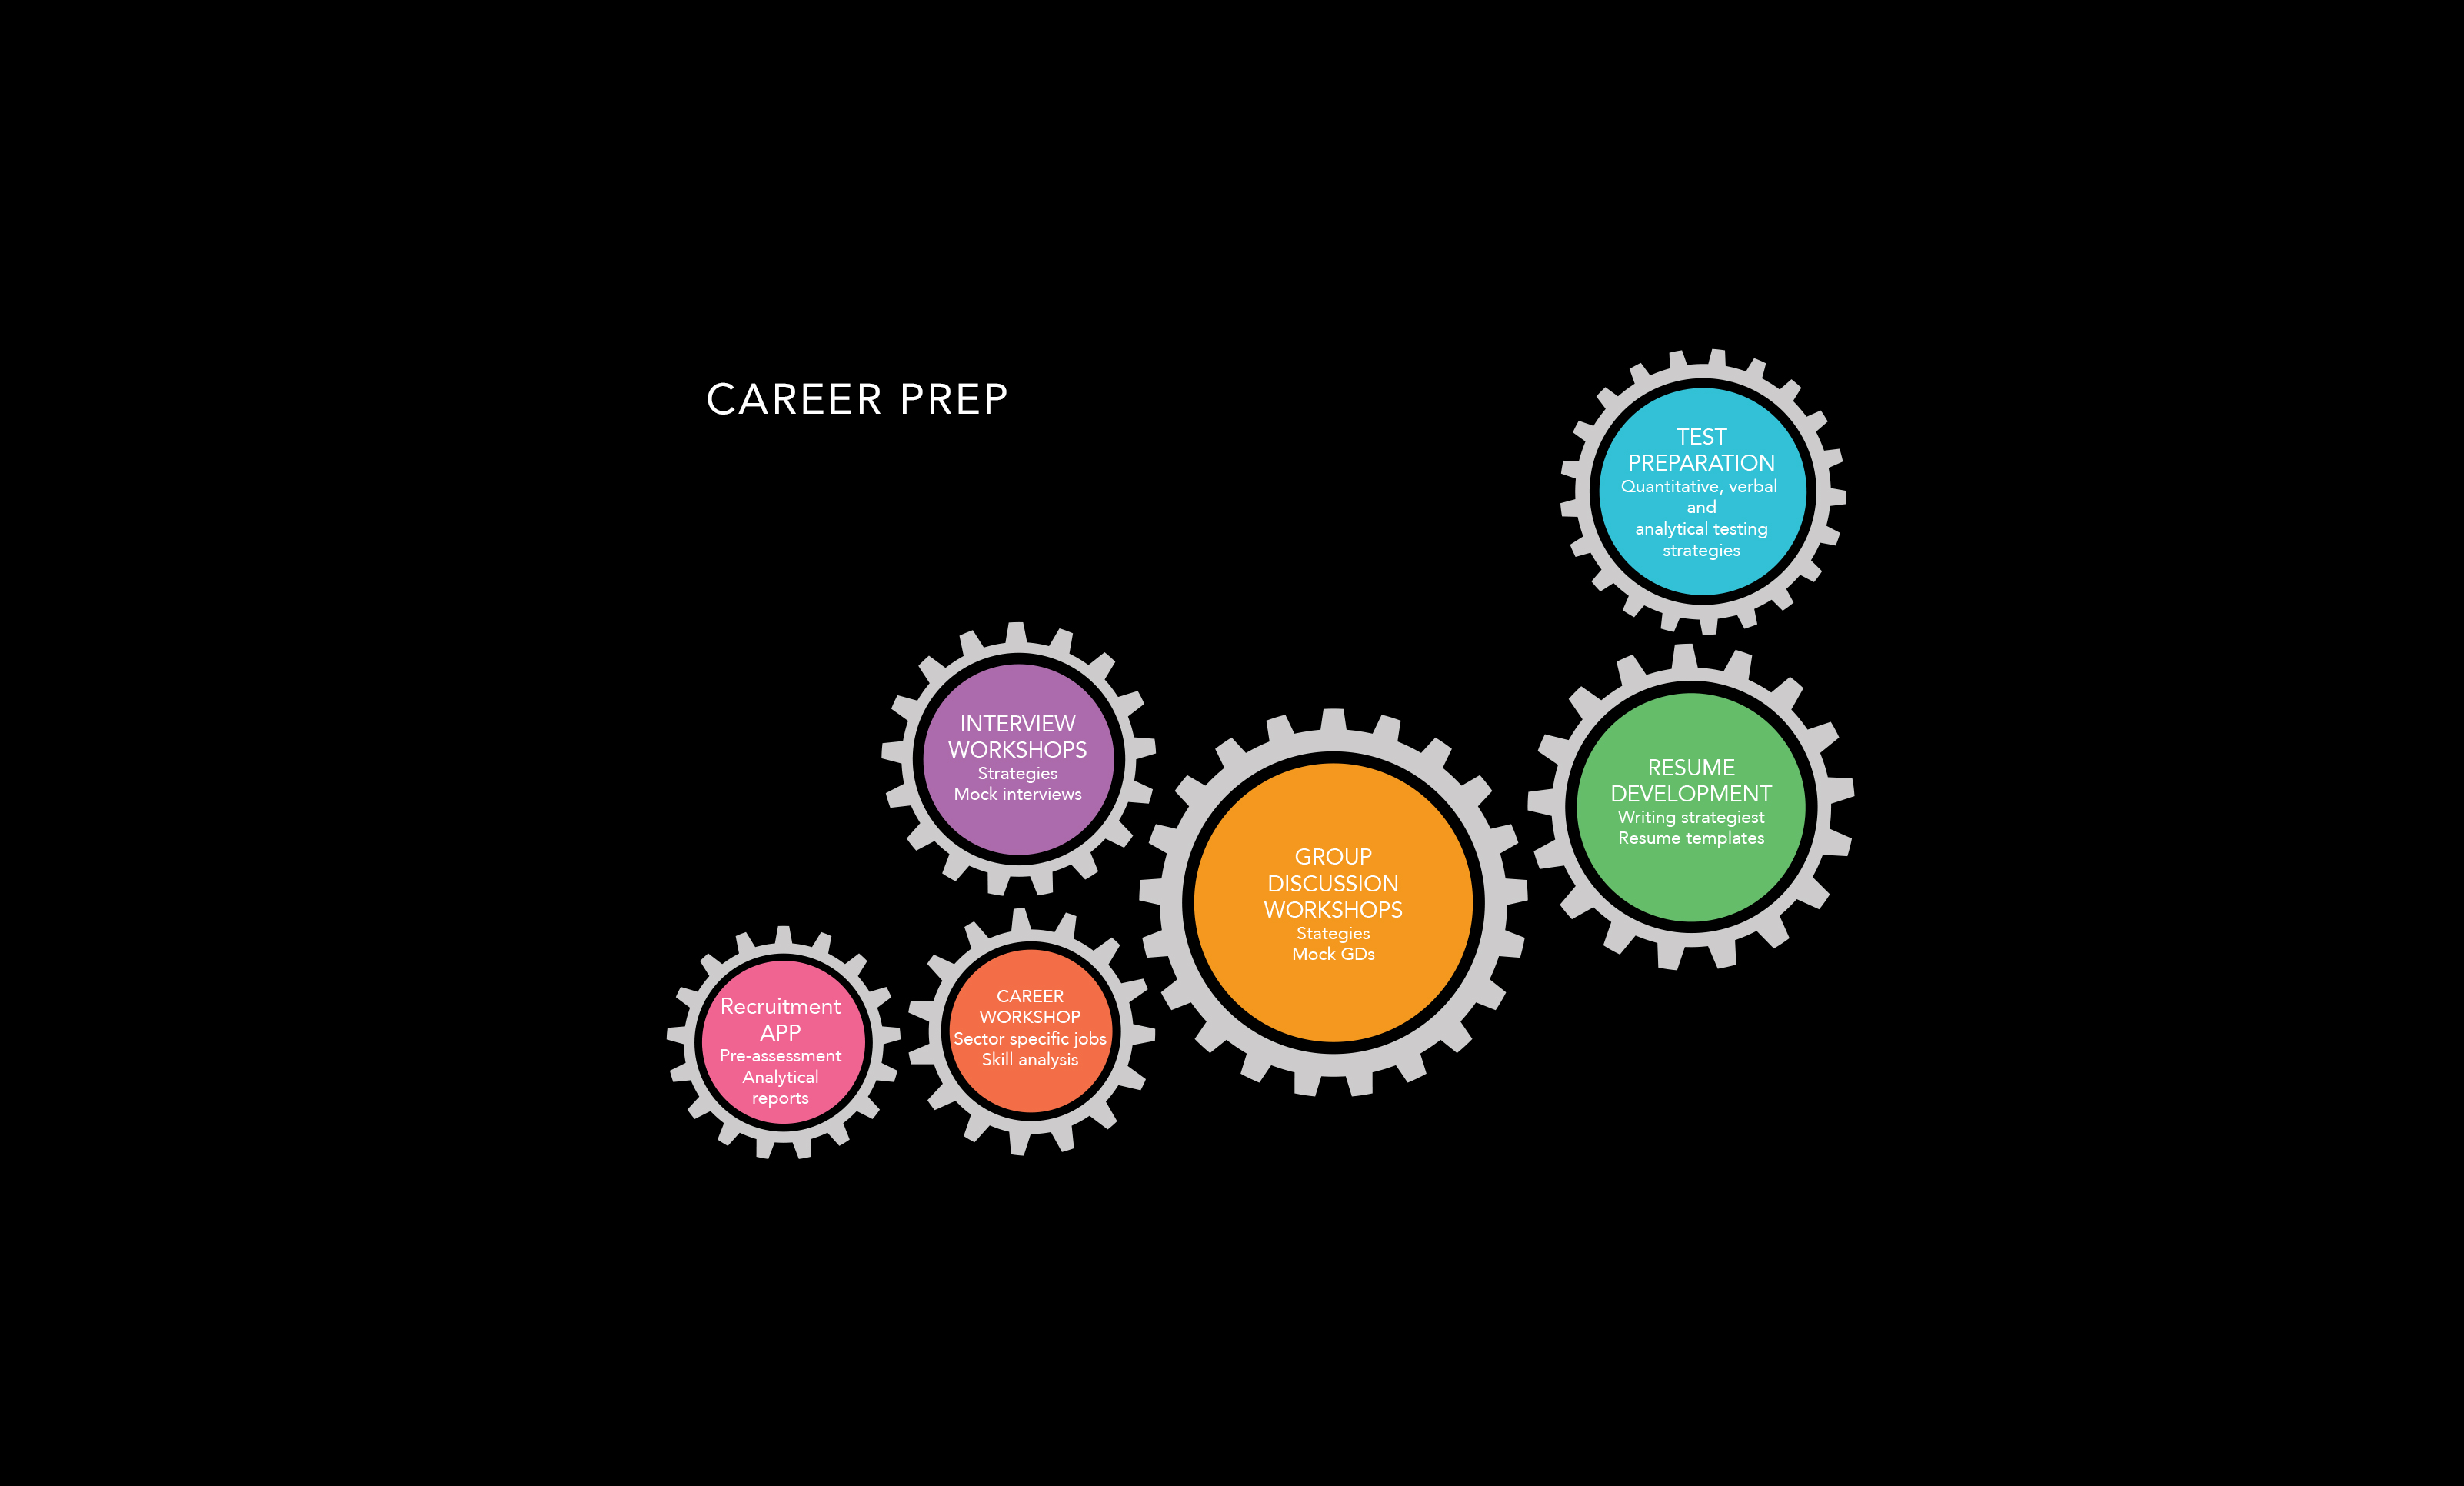 CAREER PREP
TEST
PREPARATION
Quantitative, verbal
and
analytical testing
strategies
INTERVIEW
WORKSHOPS
Strategies
Mock interviews
RESUME
DEVELOPMENT
Writing strategiest
Resume templates
GROUP
DISCUSSION
WORKSHOPS
Stategies
Mock GDs
Recruitment
APP
Pre-assessment
Analytical
reports
CAREER
WORKSHOP
Sector specific jobs
Skill analysis